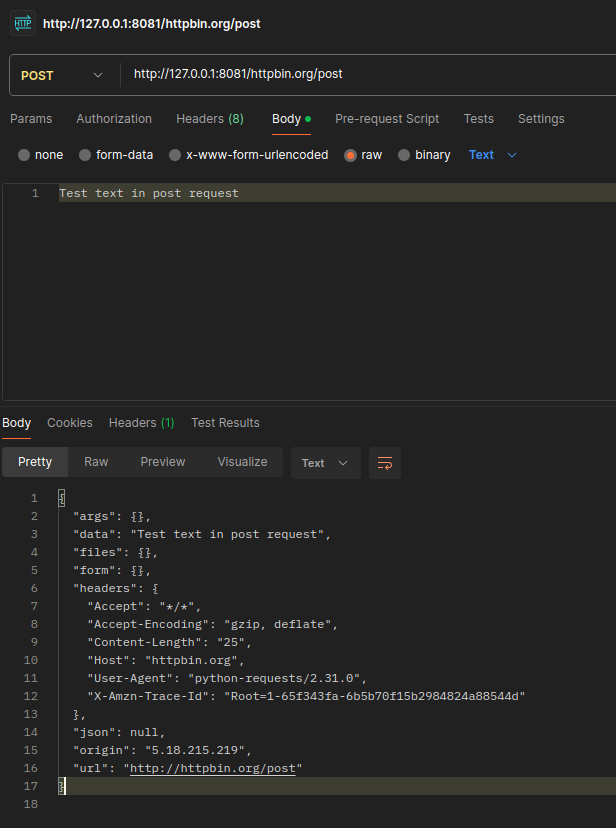 HTTP http://127.0.0.1:8081/httpbin.org/post
POST http://127.0.0.1:8081/httpbin.org/post
Params Authorization Headers (8) Body Pre-request Script Tests Settings
none form-data x-www-form-urlencoded raw binary Text
1 Test text in post request
Body Cookies Headers (1) Test Results
Pretty Raw Preview Visualize Text
1 {
2 "args": {},
3 "data": "Test text in post request",
4 "files": {},
5 "form": {},
6 "headers": {
7 "Accept": "*/*",
8 "Accept-Encoding": "gzip, deflate",
9 "Content-Length": "25",
10 "Host": "httpbin.org",
11 "User-Agent": "python-requests/2.31.0",
12 "X-Amzn-Trace-Id": "Root=1-65f343fa-6b5b70f15b2984824a88544d"
13 },
14 "json": null,
15 "origin": "5.18.215.219",
16 "url": "http://httpbin.org/post"
17 }
18